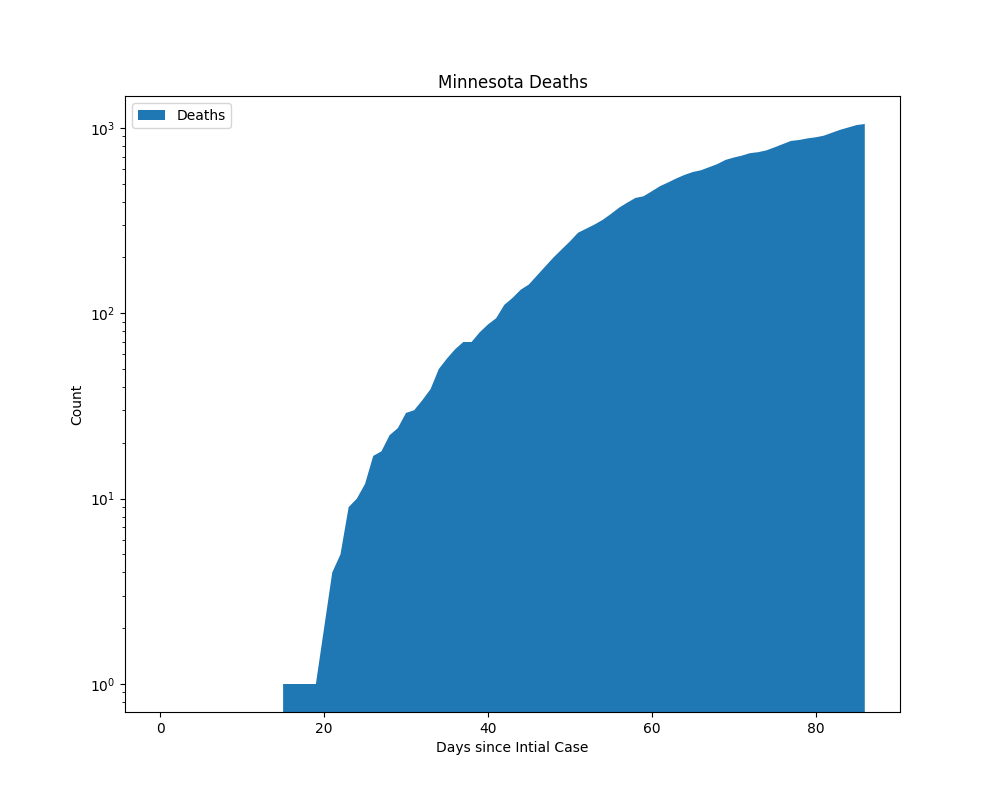 Minnesota Deaths
Deaths
10³
10²
10¹
10⁰
Count
0 20 40 60 80
Days since Intial Case